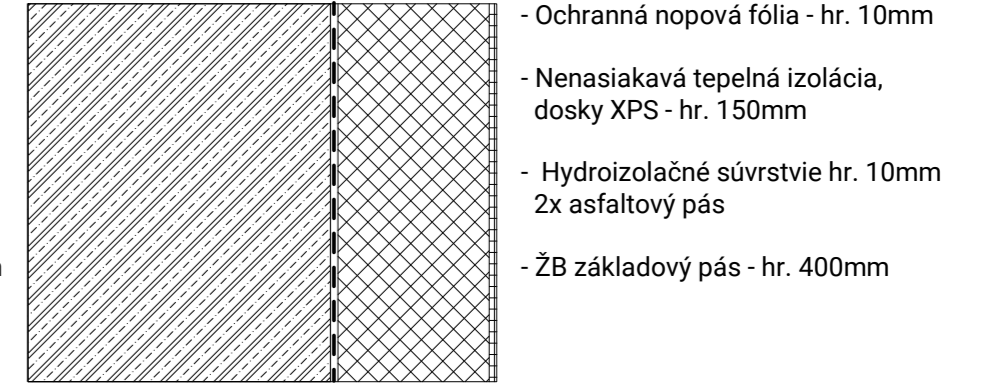 - Ochranná nopová fólia - hr. 10mm
- Nenasiakavá tepelná izolácia,
dosky XPS - hr. 150mm
- Hydroizolačné súvrstvie hr. 10mm
2x asfaltový pás
- ŽB základový pás - hr. 400mm